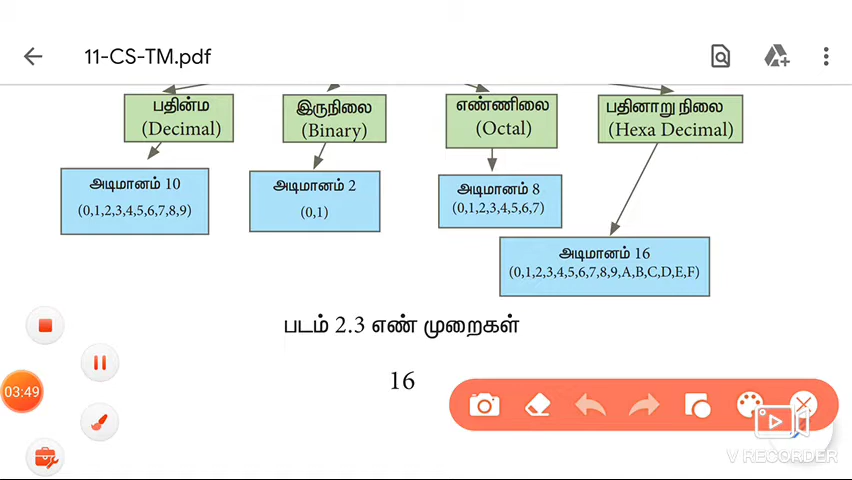 11-CS-TM.pdf
பதின்ம
(Decimal)
இருநிலை
(Binary)
எண்ணிலை
(Octal)
பதினாறு நிலை
(Hexa Decimal)
அடிமானம் 10
(0,1,2,3,4,5,6,7,8,9)
அடிமானம் 2
(0,1)
அடிமானம் 8
(0,1,2,3,4,5,6,7)
அடிமானம் 16
(0,1,2,3,4,5,6,7,8,9,A,B,C,D,E,F)
படம் 2.3 எண் முறைகள்
16
03:49
V RECORDER